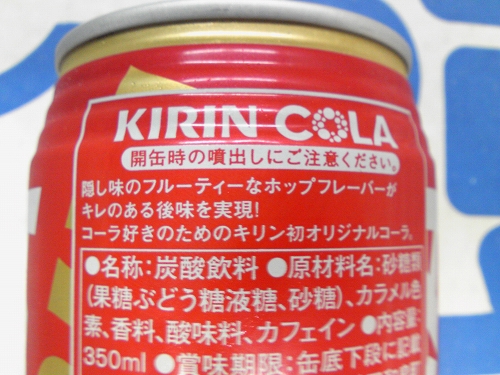 KIRIN COLA
開缶時の噴出しにご注意ください。
隠し味のフルーティーなホップフレーバーが
キレのある後味を実現!
コーラ好きのためのキリン初オリジナルコーラ。
●名称:炭酸飲料 ●原材料名:砂糖類
(果糖ぶどう糖液糖、砂糖)、カラメル色
素、香料、酸味料、カフェイン ●内容量:
350ml ●賞味期限:缶底下段に記載